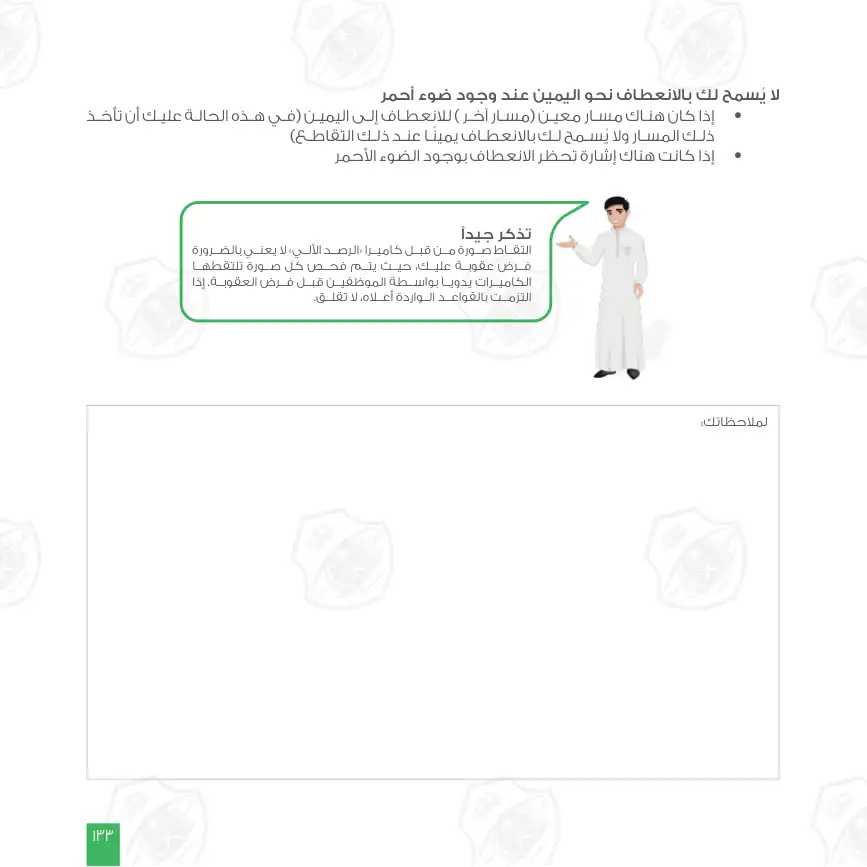 لا يُسمح لك بالانعطاف نحو اليمين عند وجود ضوء أحمر
• إذا كان هناك مسار معين (مسار آخر ) للانعطاف إلى اليمين (في هذه الحالة عليك أن تأخذ
ذلك المسار ولا يُسمح لك بالانعطاف يمينًا عند ذلك التقاطع)
• إذا كانت هناك إشارة تحظر الانعطاف بوجود الضوء الأحمر
تذكر جيداً
التقاط صورة من قبل كاميرا «الرصد الآلي» لا يعني بالضرورة
فرض عقوبة عليك، حيث يتم فحص كل صورة تلتقطها
الكاميرات يدويا بواسطة الموظفين قبل فرض العقوبة. إذا
التزمت بالقواعد الواردة أعلاه، لا تقلق.
لملاحظاتك:
١٣٣